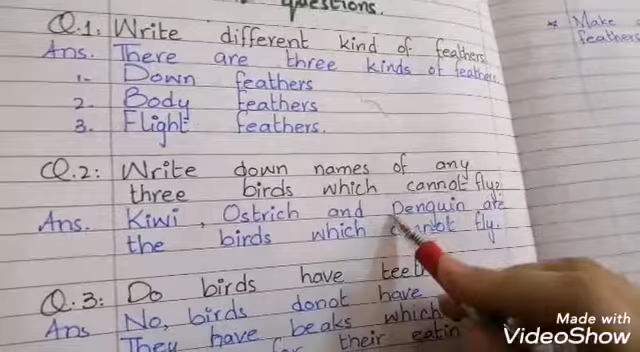 questions.
Q.1. Write different kind of feathers
Ans. There are three kinds of feathers.
1- Down feathers
2. Body feathers
3. Flight feathers.
Q.2: Write down names of any
three birds which cannot fly?
Ans. Kiwi, Ostrich and Penguin are
the birds which cannot fly.
Q.3: Do birds have
Ans No, birds donot have
They have beaks which
for their eatin
* Make
feathers
Made with
VideoShow